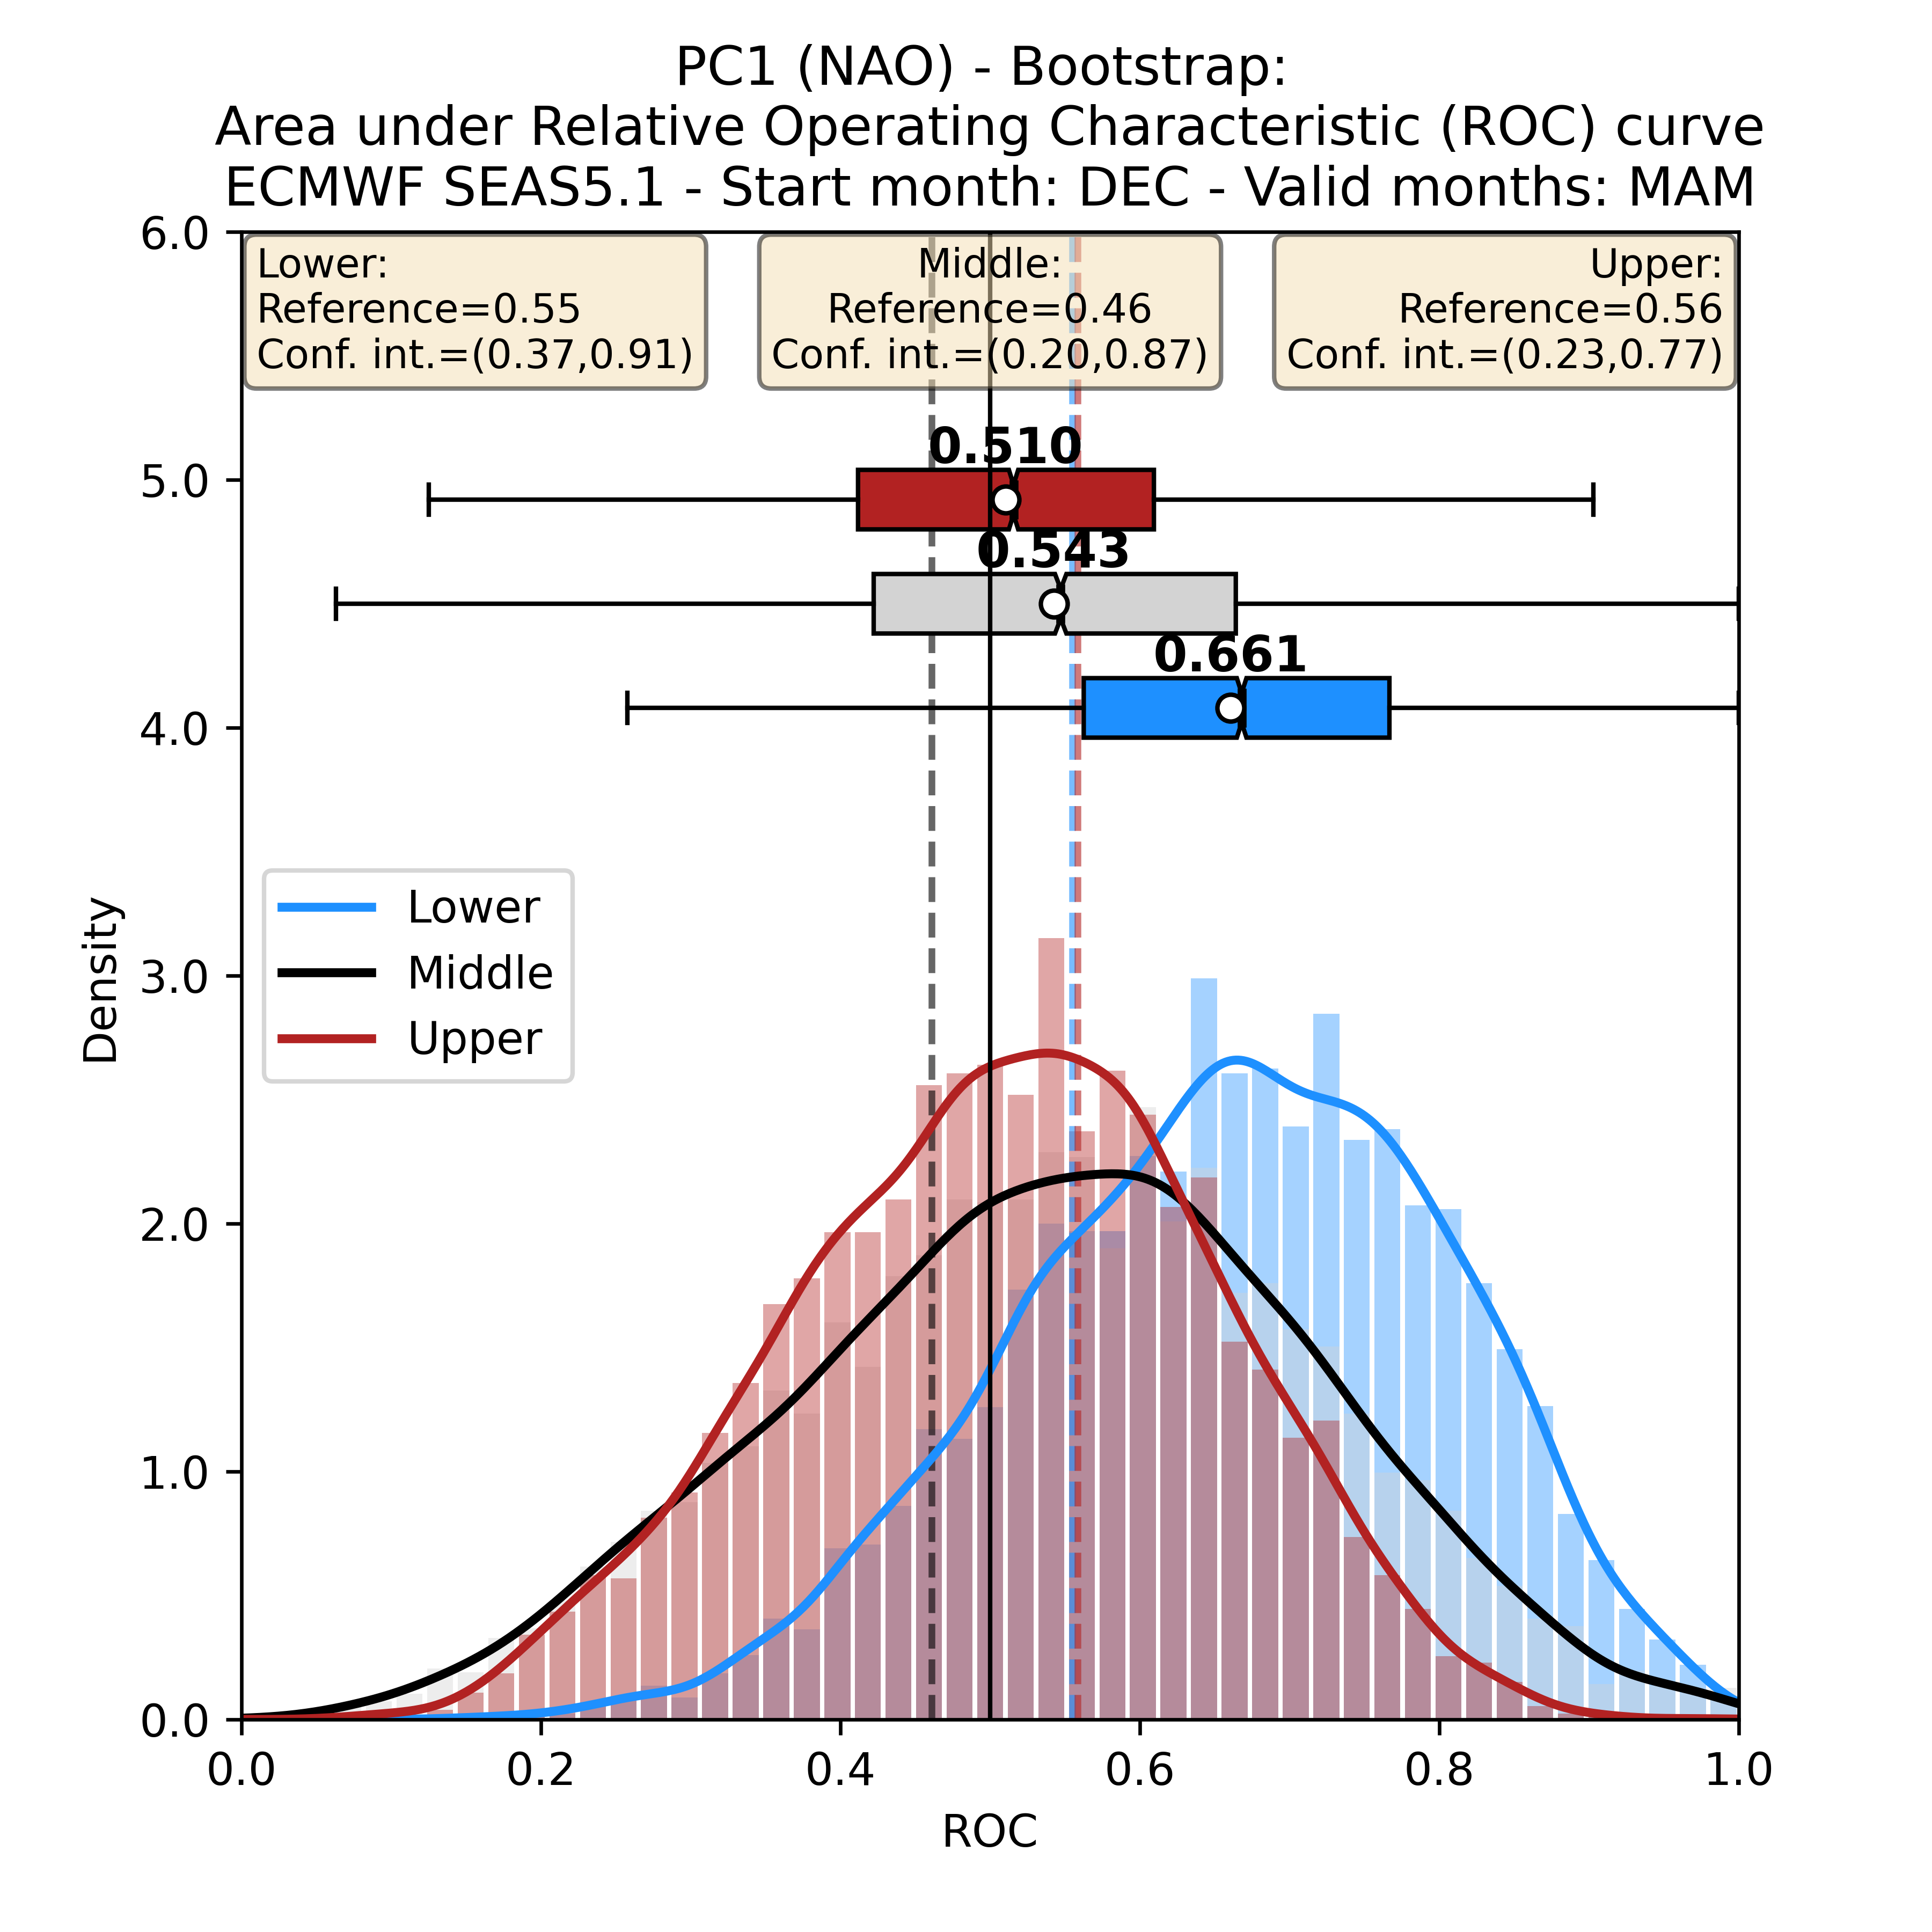 PC1 (NAO) - Bootstrap:
Area under Relative Operating Characteristic (ROC) curve
ECMWF SEAS5.1 - Start month: DEC - Valid months: MAM
6.0
Lower:
Reference=0.55
Conf. int.=(0.37,0.91)
Middle:
Reference=0.46
Conf. int.=(0.20,0.87)
Upper:
Reference=0.56
Conf. int.=(0.23,0.77)
0.510
5.0
0.543
0.661
4.0
Lower
Middle
Upper
Density
3.0
2.0
1.0
0.0
0.0 0.2 0.4 0.6 0.8 1.0
ROC